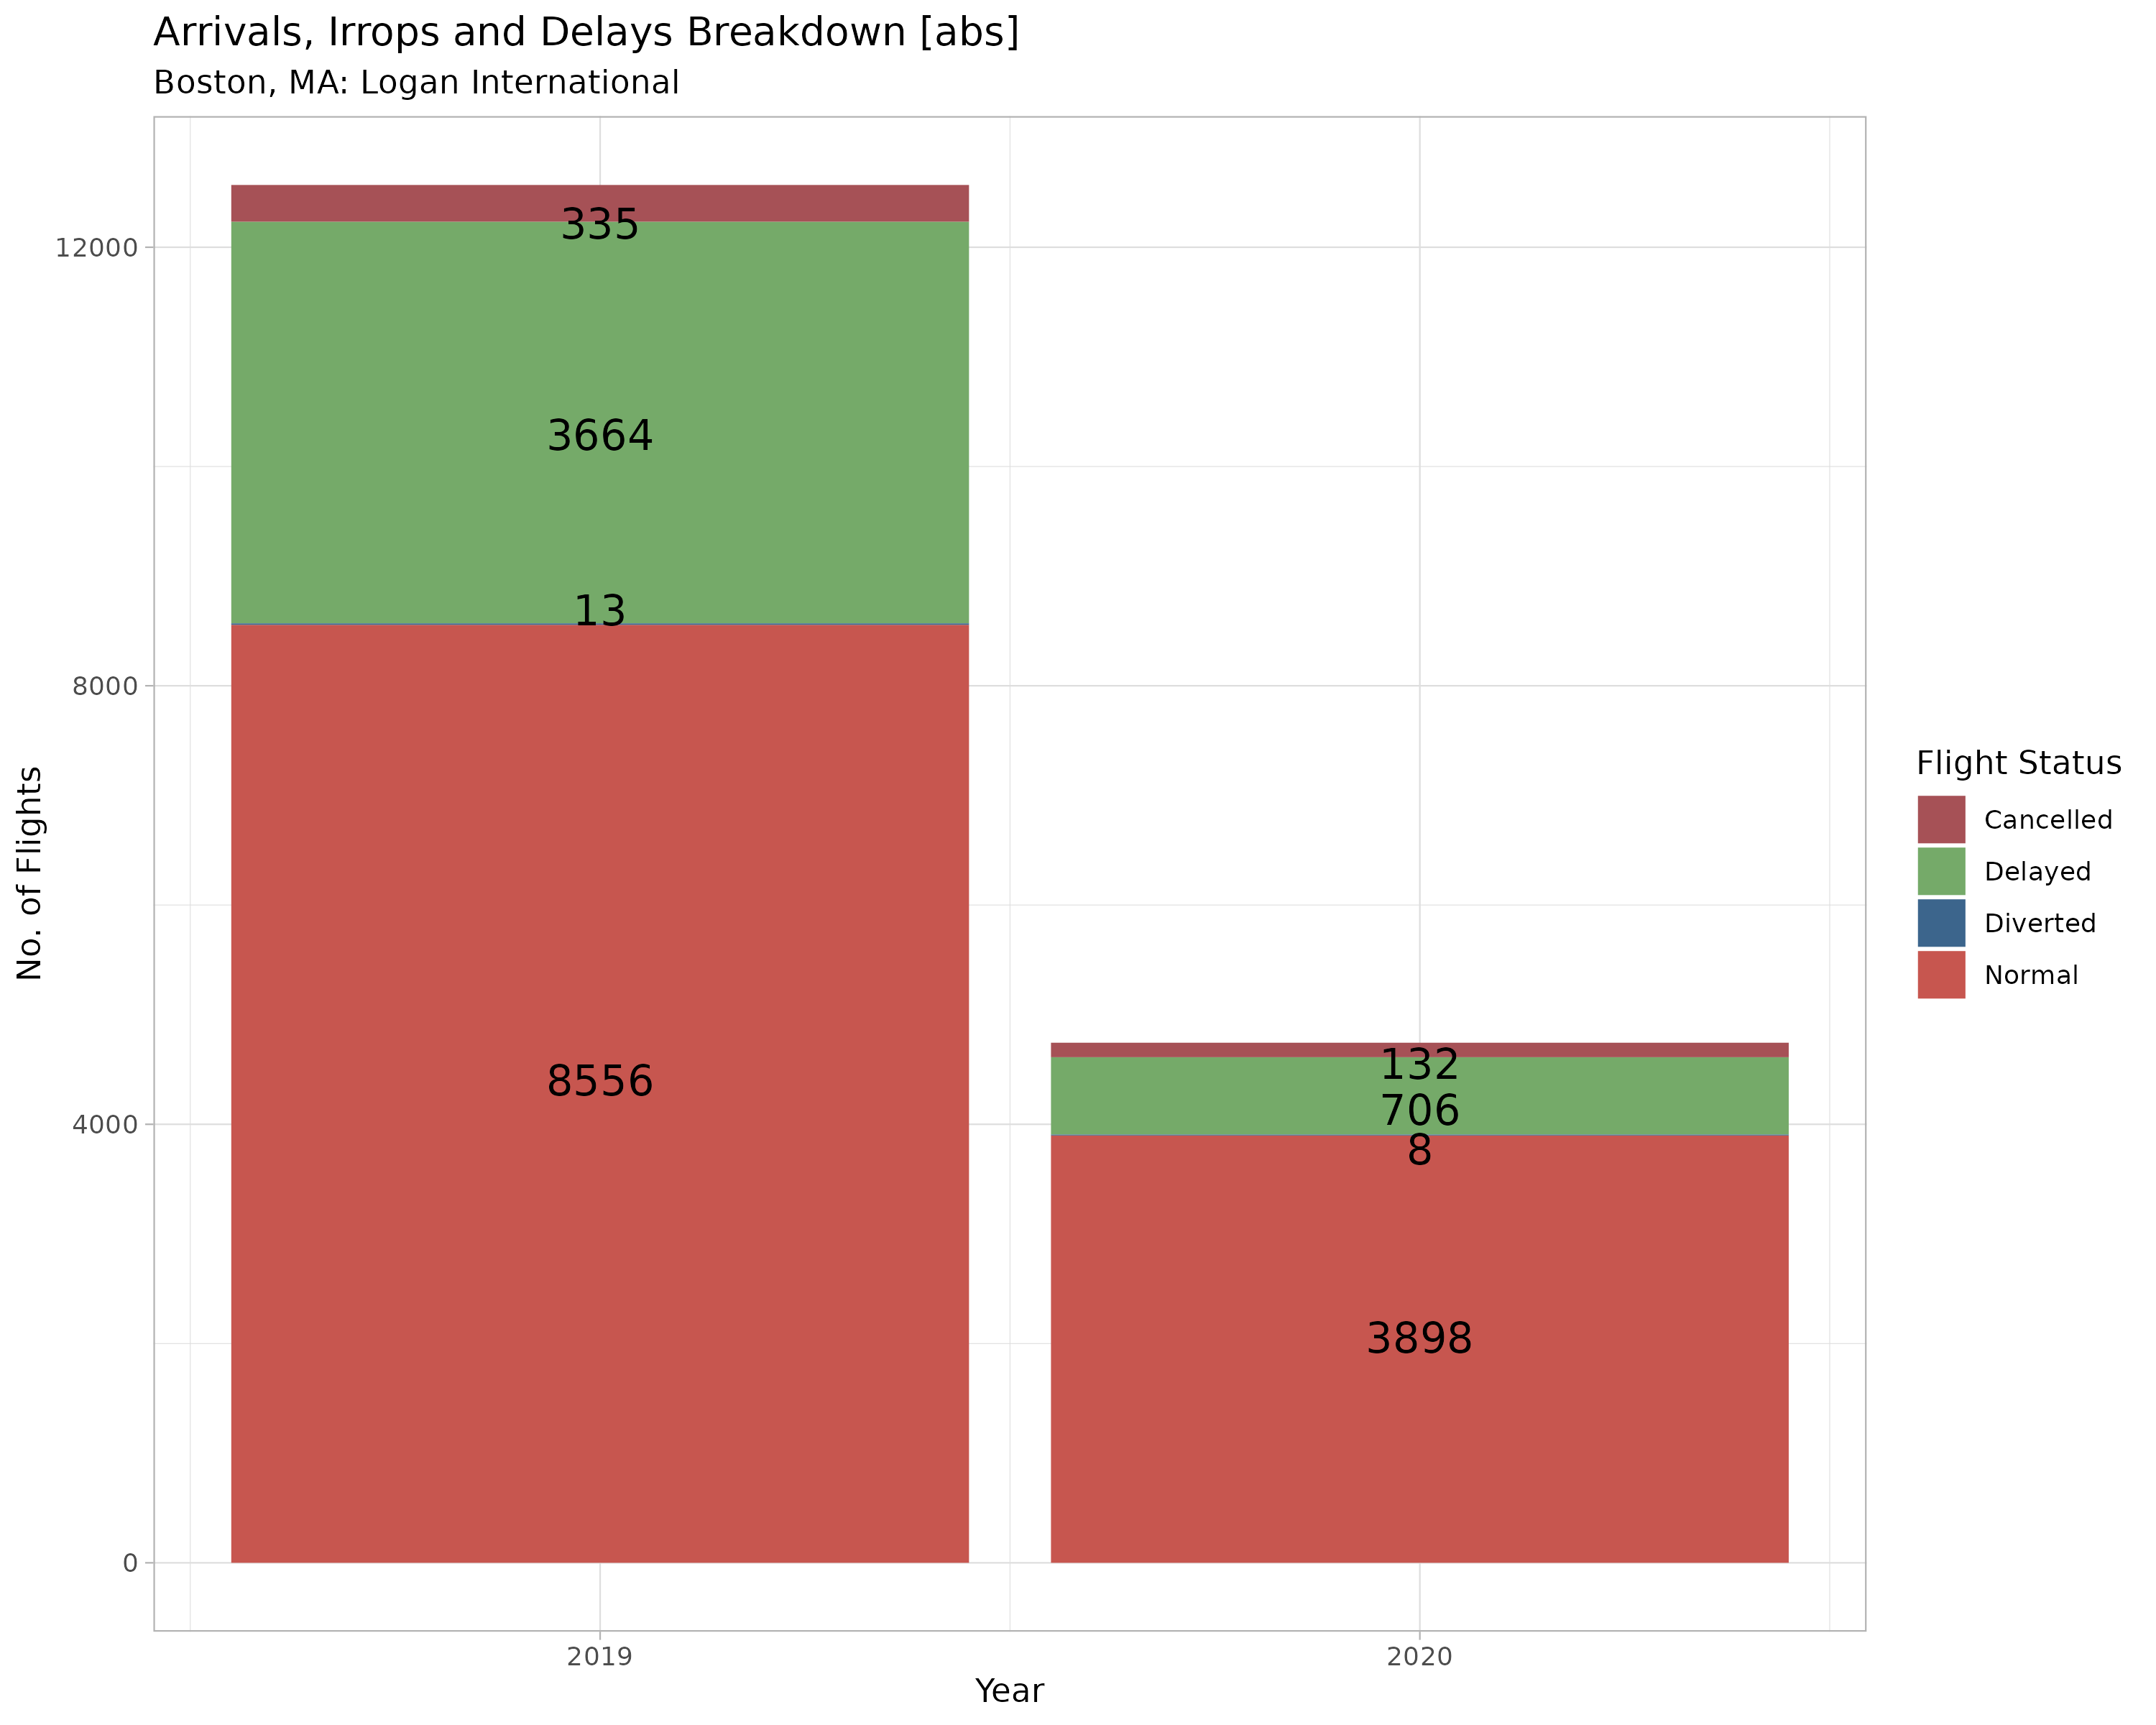 Arrivals, Irrops and Delays Breakdown [abs]
Boston, MA: Logan International
No. of Flights
12000
8000
4000
0
335
3664
13
8556
132
706
8
3898
2019
2020
Year
Flight Status
Cancelled
Delayed
Diverted
Normal